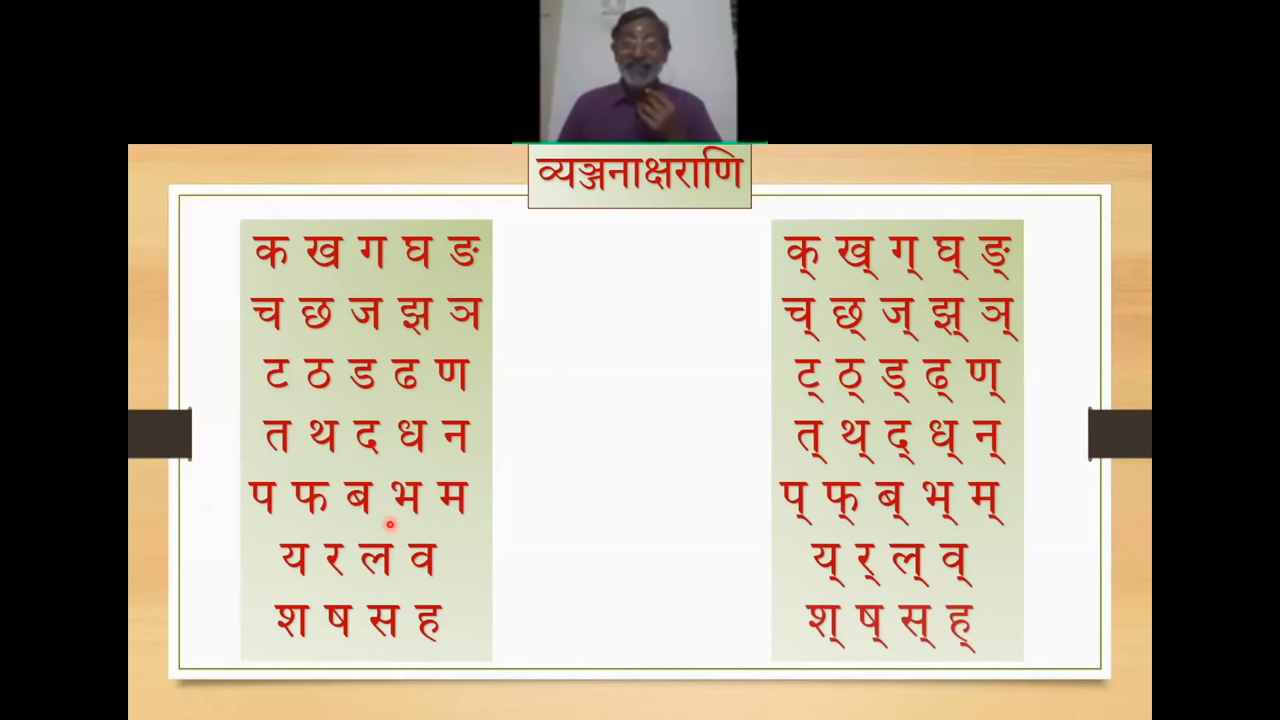 व्यञ्जनाक्षराणि
क ख ग घ ङ
च छ ज झ ञ
ट ठ ड ढ ण
त थ द ध न
प फ ब भ म
य र ल व
श ष स ह
क् ख् ग् घ् ङ्
च् छ् ज् झ् ञ्
ट् ठ् ड् ढ् ण्
त् थ् द् ध् न्
प् फ् ब् भ् म्
य् र् ल् व्
श् ष् स् ह्